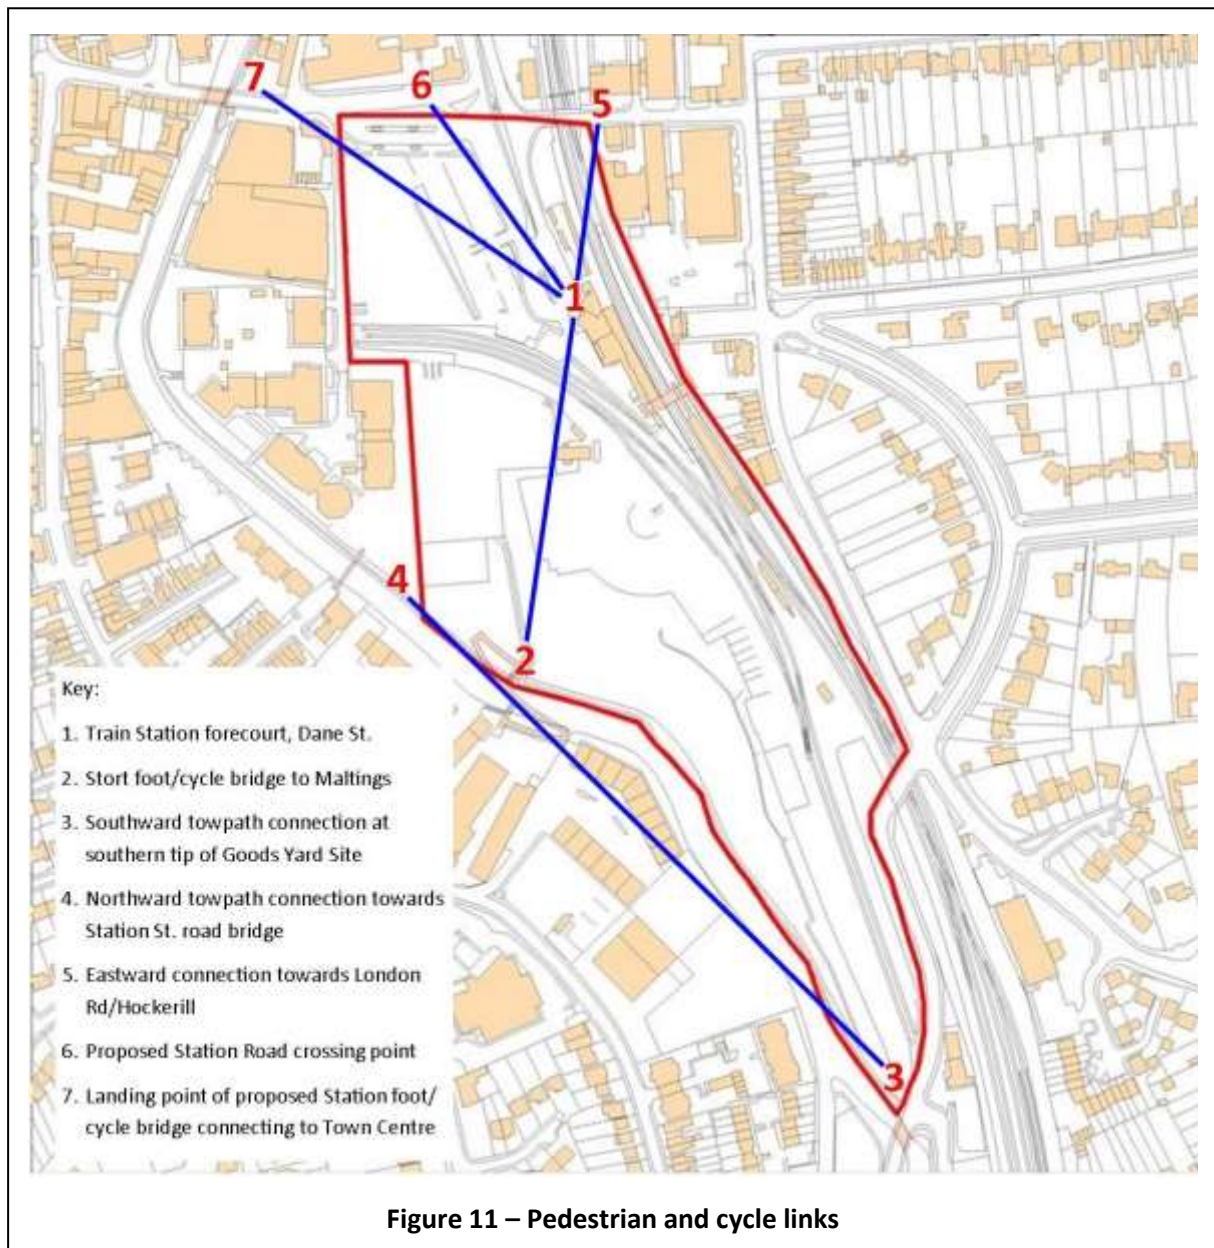 7
6
5
1
4
2
3
Key:
1. Train Station forecourt, Dane St.
2. Stort foot/cycle bridge to Maltings
3. Southward towpath connection at
southern tip of Goods Yard Site
4. Northward towpath connection towards
Station St. road bridge
5. Eastward connection towards London
Rd/Hockerill
6. Proposed Station Road crossing point
7. Landing point of proposed Station foot/
cycle bridge connecting to Town Centre
Figure 11 – Pedestrian and cycle links